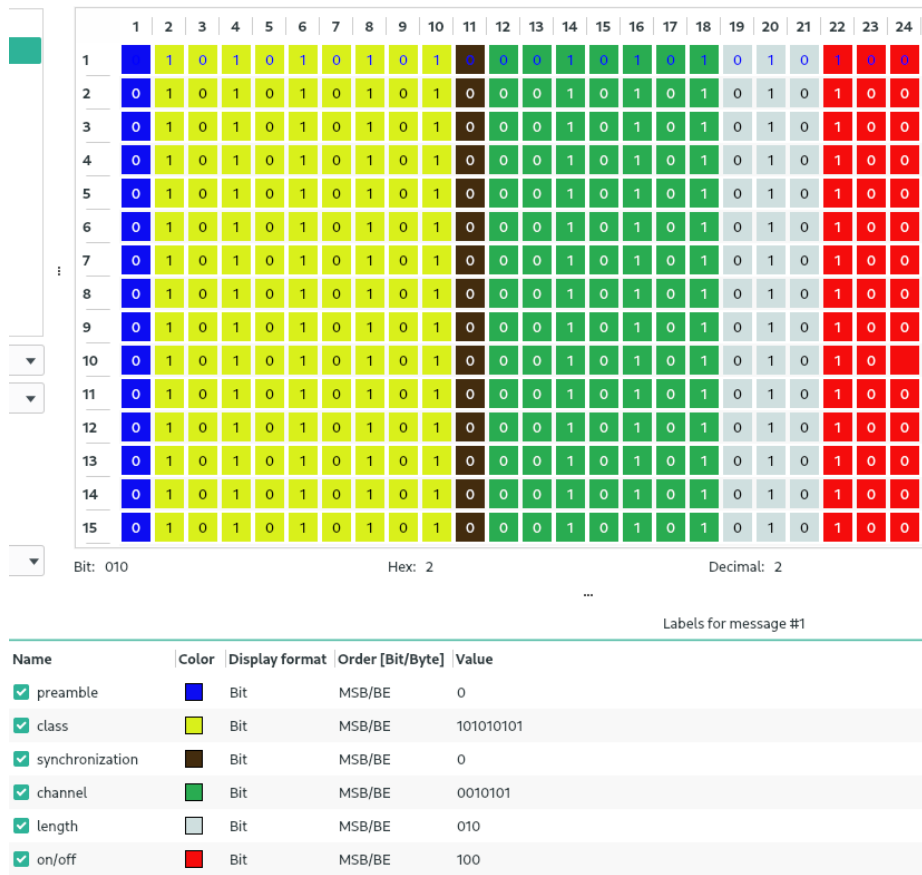 1 2 3 4 5 6 7 8 9 10 11 12 13 14 15 16 17 18 19 20 21 22 23 24
1 0 1 0 1 0 1 0 1 0 1 0 0 0 1 0 1 0 1 0 1 0 1 0 0
2 0 1 0 1 0 1 0 1 0 1 0 0 0 1 0 1 0 1 0 1 0 1 0 0
3 0 1 0 1 0 1 0 1 0 1 0 0 0 1 0 1 0 1 0 1 0 1 0 0
4 0 1 0 1 0 1 0 1 0 1 0 0 0 1 0 1 0 1 0 1 0 1 0 0
5 0 1 0 1 0 1 0 1 0 1 0 0 0 1 0 1 0 1 0 1 0 1 0 0
6 0 1 0 1 0 1 0 1 0 1 0 0 0 1 0 1 0 1 0 1 0 1 0 0
7 0 1 0 1 0 1 0 1 0 1 0 0 0 1 0 1 0 1 0 1 0 1 0 0
8 0 1 0 1 0 1 0 1 0 1 0 0 0 1 0 1 0 1 0 1 0 1 0 0
9 0 1 0 1 0 1 0 1 0 1 0 0 0 1 0 1 0 1 0 1 0 1 0 0
10 0 1 0 1 0 1 0 1 0 1 0 0 0 1 0 1 0 1 0 1 0 1 0
11 0 1 0 1 0 1 0 1 0 1 0 0 0 1 0 1 0 1 0 1 0 1 0 0
12 0 1 0 1 0 1 0 1 0 1 0 0 0 1 0 1 0 1 0 1 0 1 0 0
13 0 1 0 1 0 1 0 1 0 1 0 0 0 1 0 1 0 1 0 1 0 1 0 0
14 0 1 0 1 0 1 0 1 0 1 0 0 0 1 0 1 0 1 0 1 0 1 0 0
15 0 1 0 1 0 1 0 1 0 1 0 0 0 1 0 1 0 1 0 1 0 1 0 0
Bit: 010 Hex: 2 Decimal: 2
...
Labels for message #1
Name Color Display format Order [Bit/Byte] Value
preamble Bit MSB/BE 0
class Bit MSB/BE 101010101
synchronization Bit MSB/BE 0
channel Bit MSB/BE 0010101
length Bit MSB/BE 010
on/off Bit MSB/BE 100